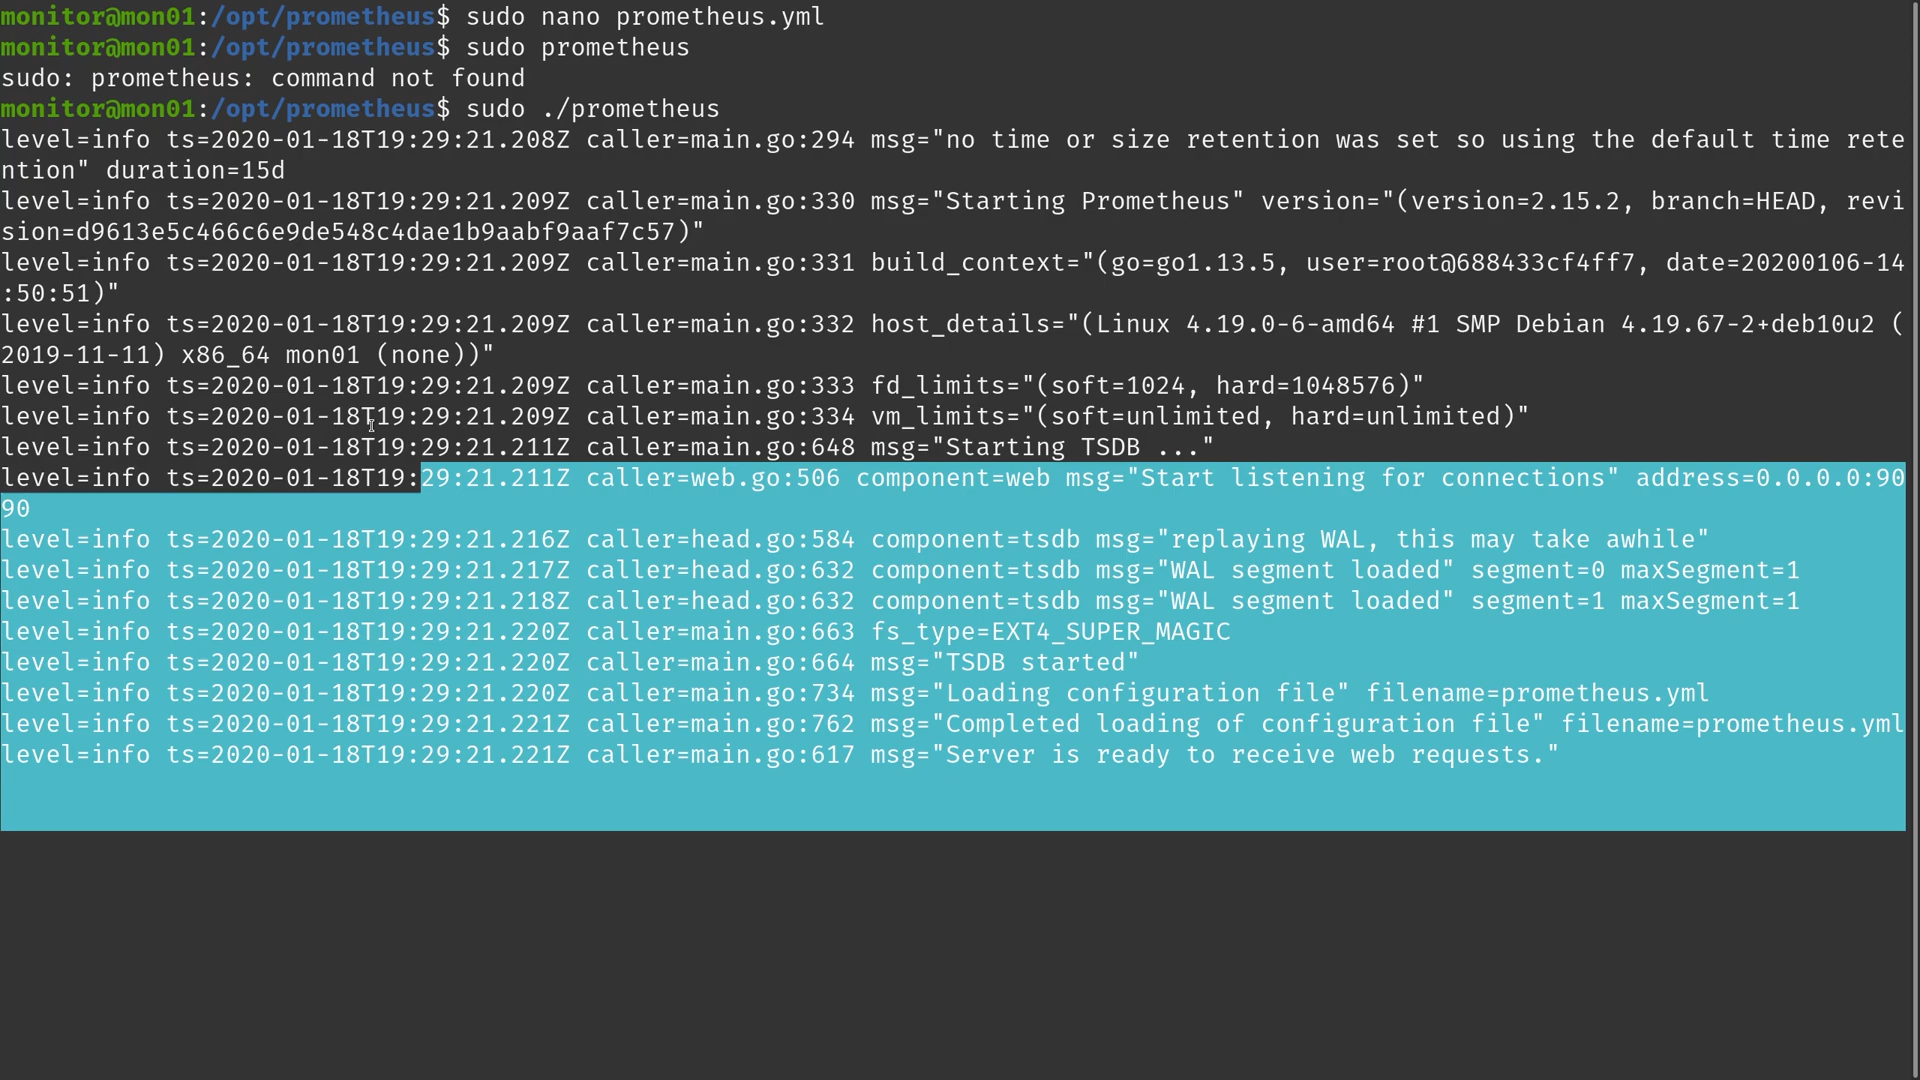 monitor@mon01:/opt/prometheus$ sudo nano prometheus.yml
monitor@mon01:/opt/prometheus$ sudo prometheus
sudo: prometheus: command not found
monitor@mon01:/opt/prometheus$ sudo ./prometheus
level=info ts=2020-01-18T19:29:21.208Z caller=main.go:294 msg="no time or size retention was set so using the default time rete
ntion" duration=15d
level=info ts=2020-01-18T19:29:21.209Z caller=main.go:330 msg="Starting Prometheus" version="(version=2.15.2, branch=HEAD, revi
sion=d9613e5c466c6e9de548c4dae1b9aabf9aaf7c57)"
level=info ts=2020-01-18T19:29:21.209Z caller=main.go:331 build_context="(go=go1.13.5, user=root@688433cf4ff7, date=20200106-14
:50:51)"
level=info ts=2020-01-18T19:29:21.209Z caller=main.go:332 host_details="(Linux 4.19.0-6-amd64 #1 SMP Debian 4.19.67-2+deb10u2 (
2019-11-11) x86_64 mon01 (none))"
level=info ts=2020-01-18T19:29:21.209Z caller=main.go:333 fd_limits="(soft=1024, hard=1048576)"
level=info ts=2020-01-18T19:29:21.209Z caller=main.go:334 vm_limits="(soft=unlimited, hard=unlimited)"
level=info ts=2020-01-18T19:29:21.211Z caller=main.go:648 msg="Starting TSDB ..."
level=info ts=2020-01-18T19:29:21.211Z caller=web.go:506 component=web msg="Start listening for connections" address=0.0.0.0:90
90
level=info ts=2020-01-18T19:29:21.216Z caller=head.go:584 component=tsdb msg="replaying WAL, this may take awhile"
level=info ts=2020-01-18T19:29:21.217Z caller=head.go:632 component=tsdb msg="WAL segment loaded" segment=0 maxSegment=1
level=info ts=2020-01-18T19:29:21.218Z caller=head.go:632 component=tsdb msg="WAL segment loaded" segment=1 maxSegment=1
level=info ts=2020-01-18T19:29:21.220Z caller=main.go:663 fs_type=EXT4_SUPER_MAGIC
level=info ts=2020-01-18T19:29:21.220Z caller=main.go:664 msg="TSDB started"
level=info ts=2020-01-18T19:29:21.220Z caller=main.go:734 msg="Loading configuration file" filename=prometheus.yml
level=info ts=2020-01-18T19:29:21.221Z caller=main.go:762 msg="Completed loading of configuration file" filename=prometheus.yml
level=info ts=2020-01-18T19:29:21.221Z caller=main.go:617 msg="Server is ready to receive web requests."